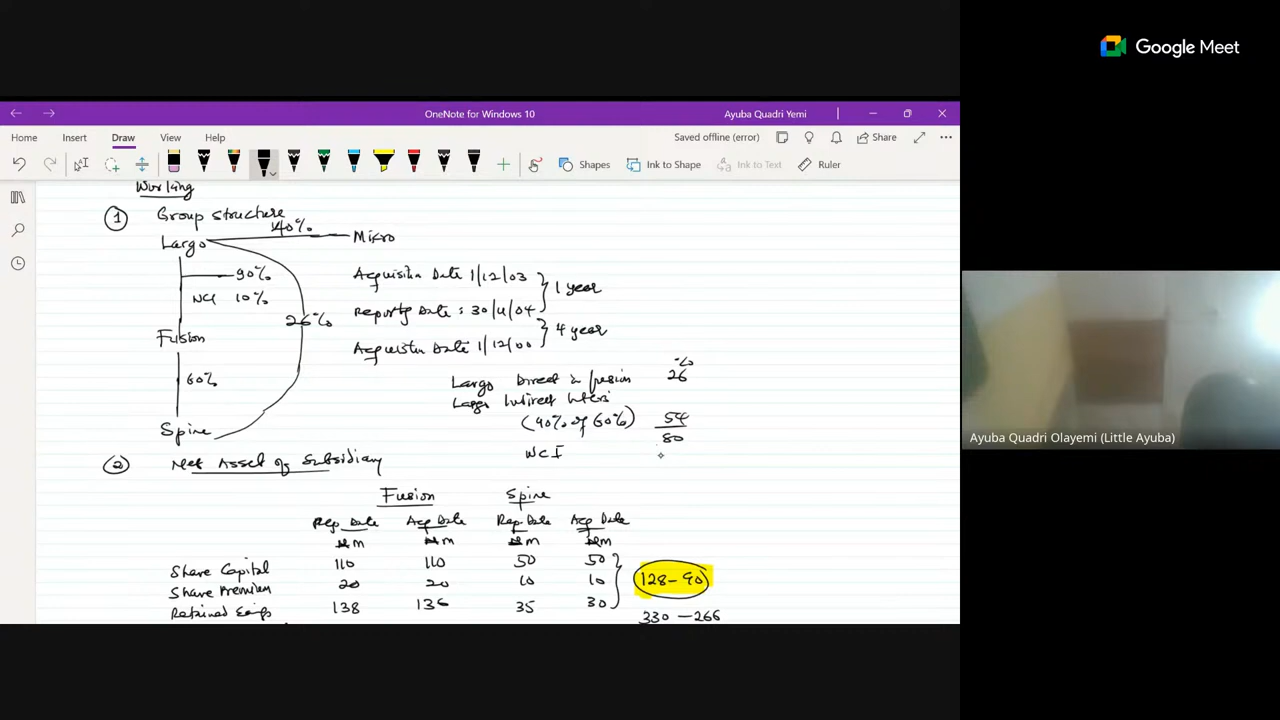 Google Meet
OneNote for Windows 10
Ayuba Quadri Yemi
Home Insert Draw View Help
Saved offline (error) Share
Shapes Ink to Shape Ink to Text Ruler
Working
1 Group structure
40%
Largo Mikro
90%
NCI 10%
26%
Fusion
60%
Spine
Acquisition Date 1/12/03
1 year
Reporting Date : 30/11/04
4 year
Acquisition Date 1/12/00
%
Largo Direct in fusion 26
Largo Indirect Interest
(90% of 60%) 54
80
NCI
2 Net Asset of Subsidiary
Fusion Spine
Rep Date Acq Date Rep Date Acq Date
₦m ₦m ₦m ₦m
Share Capital 110 110 50 50
Share Premium 20 20 10 10
128-90
Retained Earnings 138 136 35 30
330 - 266
Ayuba Quadri Olayemi (Little Ayuba)